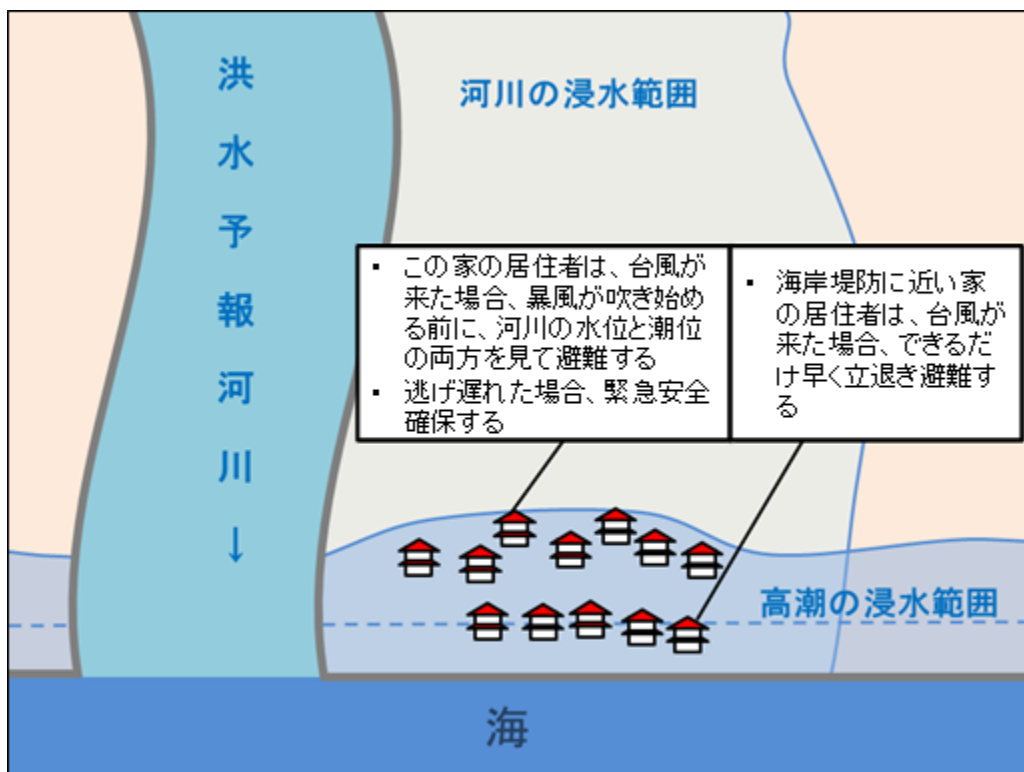 洪水予報河川↓
河川の浸水範囲
▪ この家の居住者は、台風が
来た場合、暴風が吹き始め
る前に、河川の水位と潮位
の両方を見て避難する
▪ 逃げ遅れた場合、緊急安全
確保する
▪ 海岸堤防に近い家
の居住者は、台風が
来た場合、できるだ
け早く立退き避難す
る
高潮の浸水範囲
海